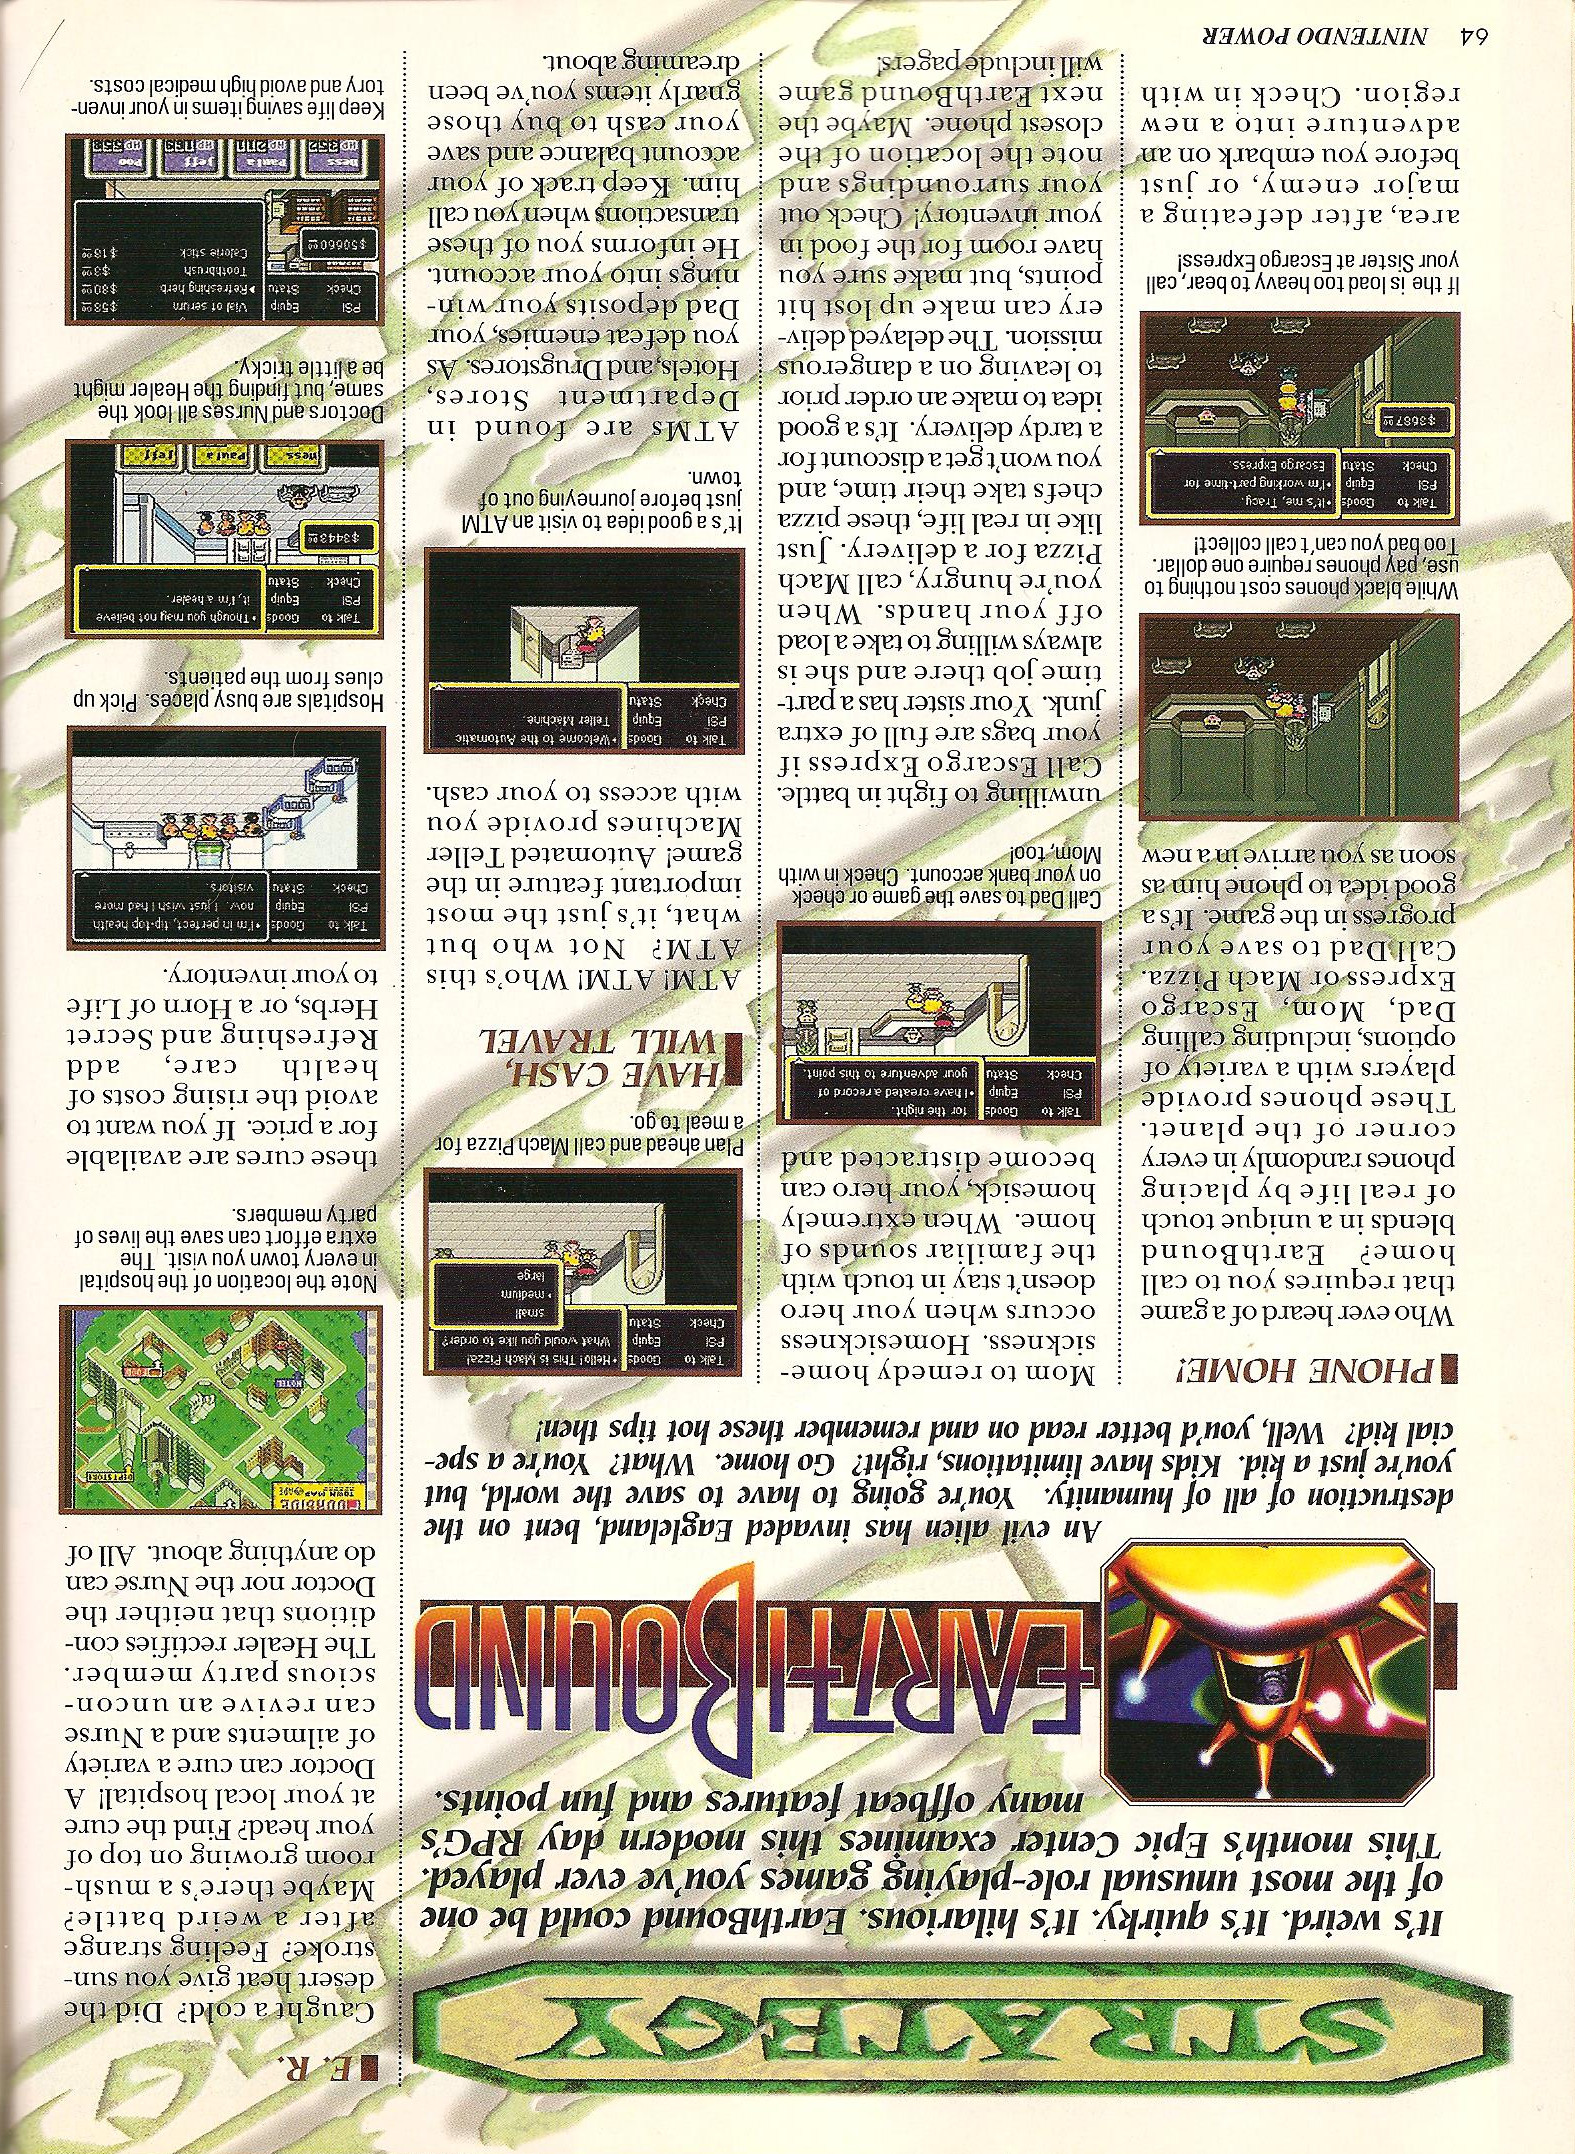 STRATEGY
It's weird. It's quirky. It's hilarious. EarthBound could be one
of the most unusual role-playing games you've ever played.
This month's Epic Center examines this modern day RPG's
many offbeat features and fun points.
EARTHBOUND
An evil alien has invaded Eagleland, bent on the
destruction of all of humanity. You're going to have to save the world, but
you're just a kid. Kids have limitations, right? Go home. What? You're a spe-
cial kid? Well, you'd better read on and remember these hot tips then!
PHONE HOME!
Who ever heard of a game
that requires you to call
home? EarthBound
blends in a unique touch
of real life by placing
phones randomly in every
corner of the planet.
These phones provide
players with a variety of
options, including calling
Dad, Mom, Escargo
Express or Mach Pizza.
Call Dad to save your
progress in the game. It's a
good idea to phone him as
soon as you arrive in a new
While black phones cost nothing to
use, pay phones require one dollar.
Too bad you can't call collect!
Talk to Goods
PSI Equip
Check Statu
•It's me, Tracy.
•I'm working part-time for
Escargo Express.
$3687.00
If the is load too heavy to bear, call
your Sister at Escargo Express!
area, after defeating a
major enemy, or just
before you embark on an
adventure into a new
region. Check in with
Mom to remedy home-
sickness. Homesickness
occurs when your hero
doesn't stay in touch with
the familiar sounds of
home. When extremely
homesick, your hero can
become distracted and
Talk to Goods
PSI Equip
Check Statu
for the night.
•I have created a record of
your adventure to this point.
Call Dad to save the game or check
on your bank account. Check in with
Mom, too!
unwilling to fight in battle.
Call Escargo Express if
your bags are full of extra
junk. Your sister has a part-
time job there and she is
always willing to take a load
off your hands. When
you're hungry, call Mach
Pizza for a delivery. Just
like in real life, these pizza
chefs take their time, and
you won't get a discount for
a tardy delivery. It's a good
idea to make an order prior
to leaving on a dangerous
mission. The delayed deliv-
ery can make up lost hit
points, but make sure you
have room for the food in
your inventory! Check out
your surroundings and
note the location of the
closest phone. Maybe the
next EarthBound game
will include pagers!
Talk to Goods
PSI Equip
Check Statu
•Hello! This is Mach Pizza!
What would you like to order?
small
•medium
large
Plan ahead and call Mach Pizza for
a meal to go.
HAVE CASH,
WILL TRAVEL
ATM! ATM! Who's this
ATM? Not who but
what, it's just the most
important feature in the
game! Automated Teller
Machines provide you
with access to your cash.
Talk to Goods
PSI Equip
Check Statu
•Welcome to the Automatic
Teller Machine.
It's a good idea to visit an ATM
just before journeying out of
town.
ATMs are found in
Department Stores,
Hotels, and Drugstores. As
you defeat enemies, your
Dad deposits your win-
nings into your account.
He informs you of these
transactions when you call
him. Keep track of your
account balance and save
your cash to buy those
gnarly items you've been
dreaming about.
E. R.
Caught a cold? Did the
desert heat give you sun-
stroke? Feeling strange
after a weird battle?
Maybe there's a mush-
room growing on top of
your head? Find the cure
at your local hospital! A
Doctor can cure a variety
of ailments and a Nurse
can revive an uncon-
scious party member.
The Healer rectifies con-
ditions that neither the
Doctor nor the Nurse can
do anything about. All of
FOURSIDE
TOWN MAP
DEPT STORE
HOTEL
Note the location of the hospital
in every town you visit. The
extra effort can save the lives of
party members.
these cures are available
for a price. If you want to
avoid the rising costs of
health care, add
Refreshing and Secret
Herbs, or a Horn of Life
to your inventory.
Talk to Goods
PSI Equip
Check Statu
•I'm in perfect, tip-top health
now. I just wish I had more
visitors.
Hospitals are busy places. Pick up
clues from the patients.
Talk to Goods
PSI Equip
Check Statu
•Though you may not believe
it, I'm a healer.
$3443.00
Ness Paula Jeff
Doctors and Nurses all look the
same, but finding the Healer might
be a little tricky.
PSI Equip
Check Statu
Vial of serum $58.00
Refreshing herb $80.00
Toothbrush $3.00
Calorie stick $18.00
$50660.00
Ness Paula Jeff Poo
HP 352 HP 211 HP 169 HP 558
Keep life saving items in your inven-
tory and avoid high medical costs.
64 NINTENDO POWER